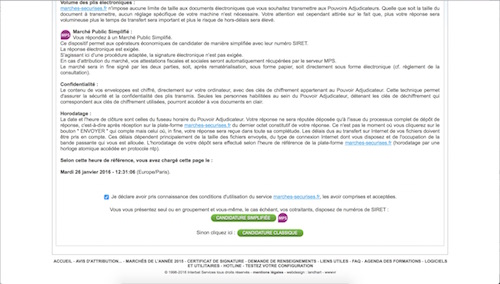 Volume des plis électroniques :
marches-securises.fr n'impose aucune limite de taille aux documents électroniques que vous souhaitez transmettre aux Pouvoirs Adjudicateurs. Quelle que soit la taille du
document à transmettre, aucun réglage spécifique de votre machine n'est nécessaire. Votre attention est cependant attirée sur le fait que, plus votre réponse sera
volumineuse plus le temps de transfert sera important et plus le risque de hors-délais sera élevé.
MPS Marché Public Simplifié :
Vous répondez à un Marché Public Simplifié.
Ce dispositif permet aux opérateurs économiques de candidater de manière simplifiée avec leur numéro SIRET.
La réponse électronique est exigée.
S'agissant ici d'une procédure adaptée, la signature électronique n'est pas exigée.
En cas d'attribution du marché, vos attestations fiscales et sociales seront automatiquement récupérées par le serveur MPS.
Le marché sera in fine signé par les deux parties, soit, après rematérialisation, sous forme papier, soit directement sous forme électronique (cf. règlement de la
consultation).
Confidentialité :
Le contenu de vos enveloppes est chiffré, directement sur votre ordinateur, avec des clés de chiffrement appartenant au Pouvoir Adjudicateur. Cette technique permet
d'assurer la sécurité et la confidentialité des plis transmis. Seules les personnes habilitées au sein du Pouvoir Adjudicateur, détenant les clés de déchiffrement qui
correspondent aux clés de chiffrement utilisées, pourront accéder à vos documents en clair.
Horodatage :
La date et l'heure de clôture sont celles du fuseau horaire du Pouvoir Adjudicateur. Votre réponse ne sera réputée déposée qu'à l'issue du processus complet de dépôt de
réponse, c'est-à-dire après réception sur le serveur marches-securises.fr du dernier octet constitutif de votre réponse. Ce n'est pas le moment où vous cliquerez sur le
bouton " ENVOYER " qui compte mais celui où, in fine, votre réponse sera reçue dans toute sa complétude. Les délais dus au transfert sur Internet de vos fichiers doivent
être pris en compte. Ces délais dépendent principalement de la taille des fichiers envoyés, du type de connexion Internet dont vous disposez et de l'occupation de la
bande passante qui vous est allouée. L'horodatage de votre dépôt sera effectué selon l'heure de référence de la plate-forme marches-securises.fr (horodatage par une
horloge atomique accédée en protocole ntp).
Selon cette heure de référence, vous avez chargé cette page le :
Mardi 26 janvier 2016 - 12:31:06 (Europe/Paris)
Je déclare avoir pris connaissance des conditions d'utilisation du service marches-securises.fr, les avoir comprises et acceptées.
Vous vous présentez seul ou en groupement et vous-même, le cas échéant, vos cotraitants, disposez de numéros de SIRET :
CANDIDATURE SIMPLIFIÉE MPS
Sinon cliquez ici : CANDIDATURE CLASSIQUE
ACCUEIL - AVIS D'ATTRIBUTION... - MARCHÉS DE L'ANNÉE 2015 - CERTIFICAT DE SIGNATURE - DEMANDE DE RENSEIGNEMENTS - LIENS UTILES - FAQ - AGENDA DES FORMATIONS - LOGICIELS
ET UTILITAIRES - HOTLINE - TESTEZ VOTRE CONFIGURATION
© 1998-2016 Interbat Services tous droits réservés - mentions légales - webdesign :